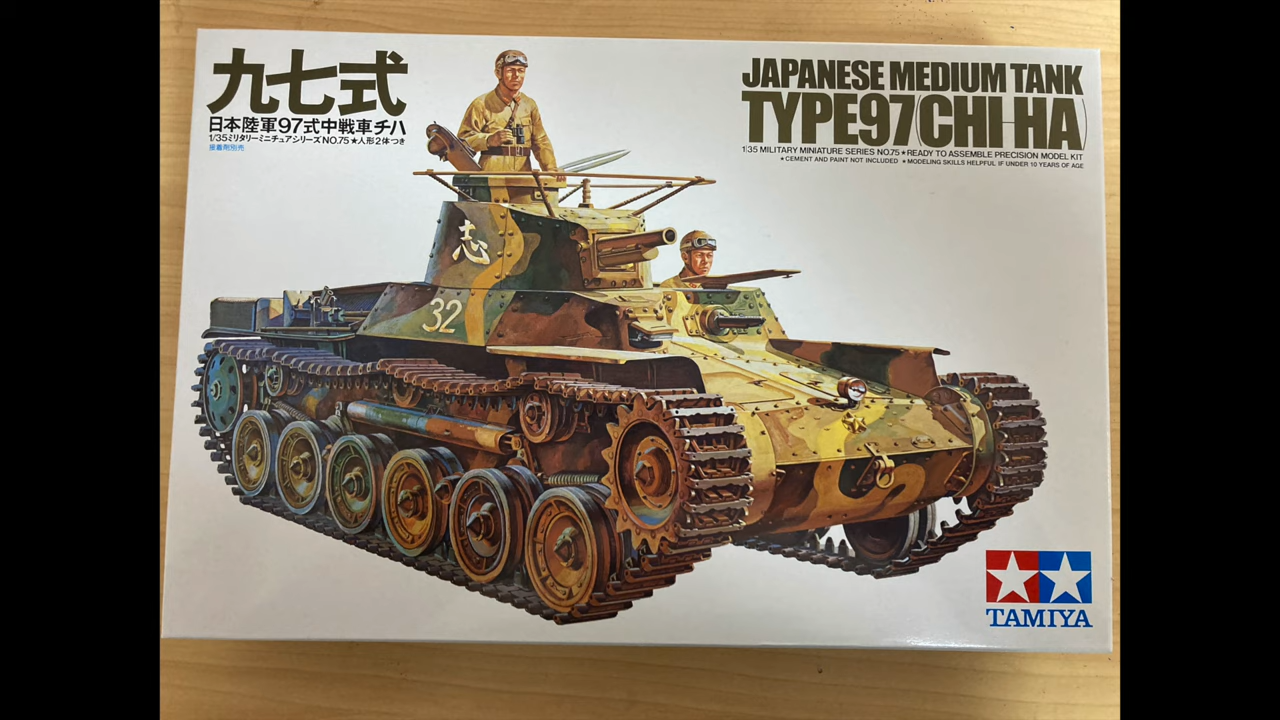 九七式
日本陸軍97式中戦車チハ
1/35ミリタリーミニチュアシリーズ NO.75★人形2体つき
接着剤別売
JAPANESE MEDIUM TANK
TYPE97(CHI-HA)
1:35 MILITARY MINIATURE SERIES NO.75★READY TO ASSEMBLE PRECISION MODEL KIT
★CEMENT AND PAINT NOT INCLUDED ★MODELING SKILLS HELPFUL IF UNDER 10 YEARS OF AGE
志
32
TAMIYA